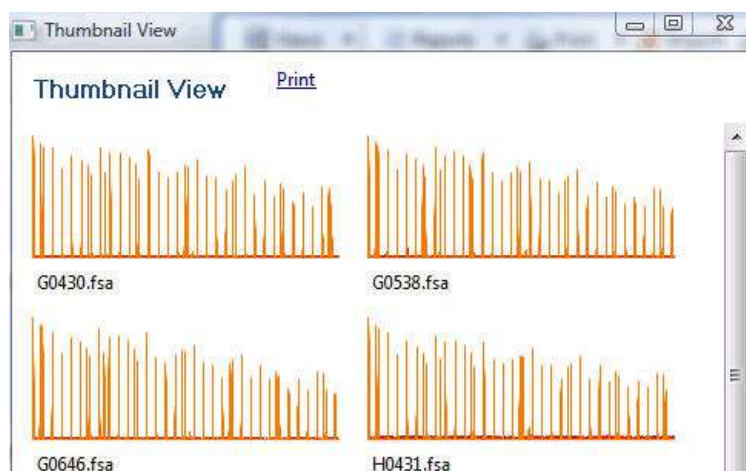 Thumbnail View
Thumbnail View
Print
G0430.fsa
G0538.fsa
G0646.fsa
H0431.fsa